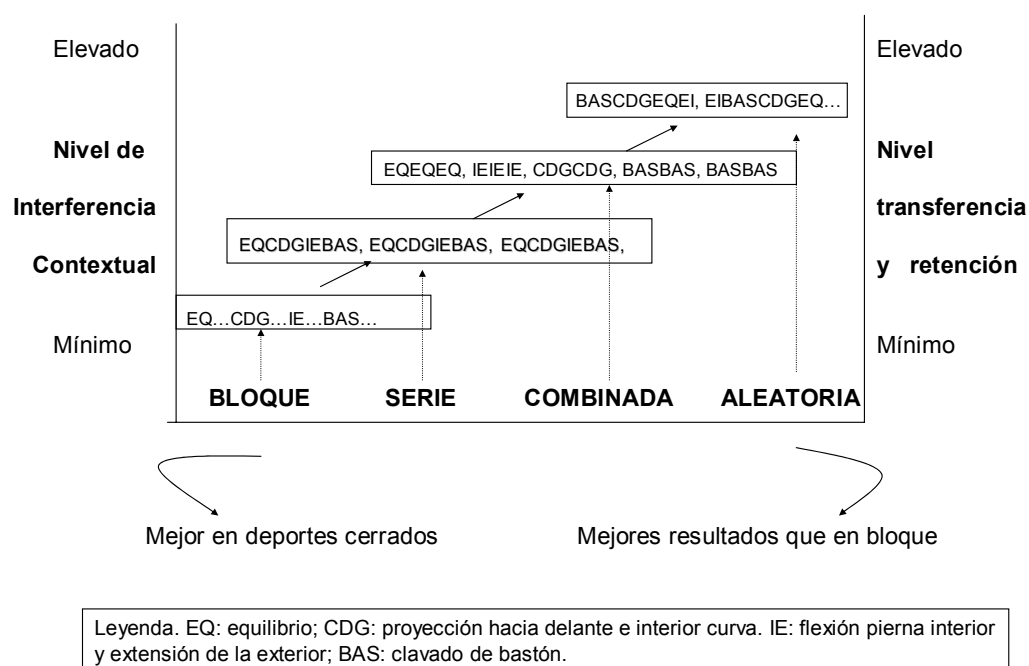 Elevado
Elevado
BASCDGEQEI, EIBASCDGEQ…
Nivel de
Interferencia
Contextual
Nivel
transferencia
y retención
EQEQEQ, IEIEIE, CDGCDG, BASBAS, BASBAS
EQCDGIEBAS, EQCDGIEBAS, EQCDGIEBAS,
EQ…CDG…IE…BAS…
Mínimo
Mínimo
BLOQUE SERIE COMBINADA ALEATORIA
Mejor en deportes cerrados
Mejores resultados que en bloque
Leyenda. EQ: equilibrio; CDG: proyección hacia delante e interior curva. IE: flexión pierna interior
y extensión de la exterior; BAS: clavado de bastón.